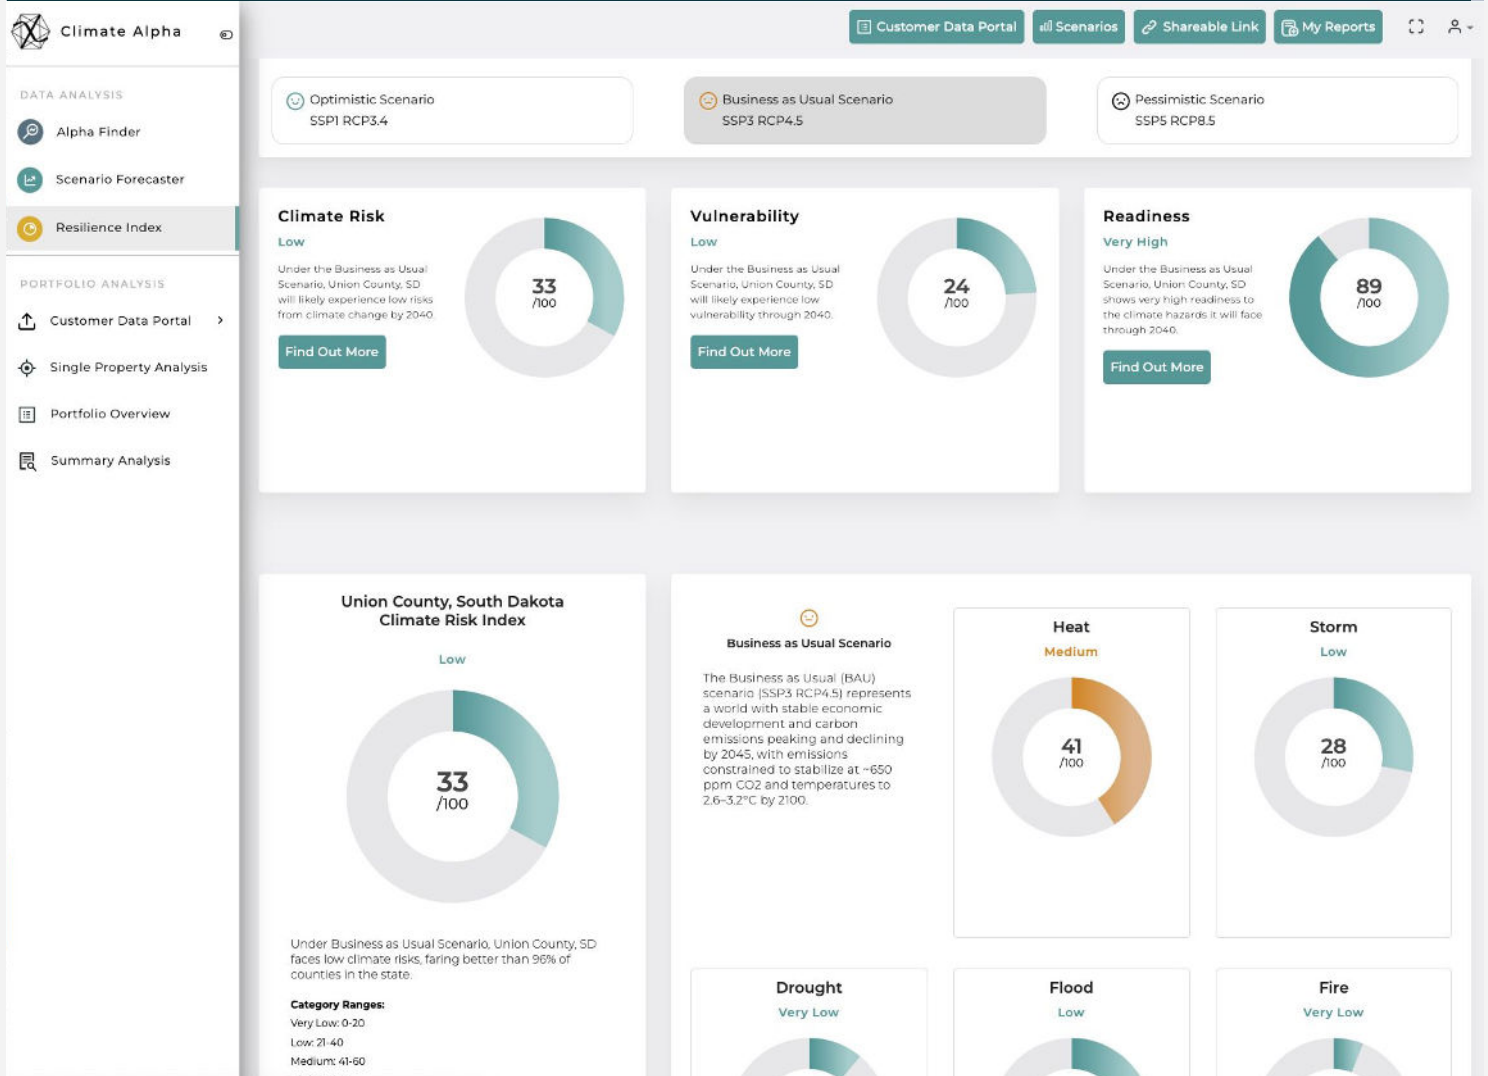 Climate Alpha
Customer Data Portal
Scenarios
Shareable Link
My Reports
DATA ANALYSIS
Alpha Finder
Scenario Forecaster
Resilience Index
PORTFOLIO ANALYSIS
Customer Data Portal
Single Property Analysis
Portfolio Overview
Summary Analysis
Optimistic Scenario
SSP1 RCP3.4
Business as Usual Scenario
SSP3 RCP4.5
Pessimistic Scenario
SSP5 RCP8.5
Climate Risk
Low
Under the Business as Usual
Scenario, Union County, SD
will likely experience low risks
from climate change by 2040.
Find Out More
33
/100
Vulnerability
Low
Under the Business as Usual
Scenario, Union County, SD
will likely experience low
vulnerability through 2040.
Find Out More
24
/100
Readiness
Very High
Under the Business as Usual
Scenario, Union County, SD
shows very high readiness to
the climate hazards it will face
through 2040.
Find Out More
89
/100
Union County, South Dakota
Climate Risk Index
Low
33
/100
Under Business as Usual Scenario, Union County, SD
faces low climate risks, faring better than 96% of
counties in the state.
Category Ranges:
Very Low: 0-20
Low: 21-40
Medium: 41-60
Business as Usual Scenario
The Business as Usual (BAU)
scenario (SSP3 RCP4.5) represents
a world with stable economic
development and carbon
emissions peaking and declining
by 2045, with emissions
constrained to stabilize at ~650
ppm CO2 and temperatures to
2.6–3.2°C by 2100.
Heat
Medium
41
/100
Storm
Low
28
/100
Drought
Very Low
Flood
Low
Fire
Very Low